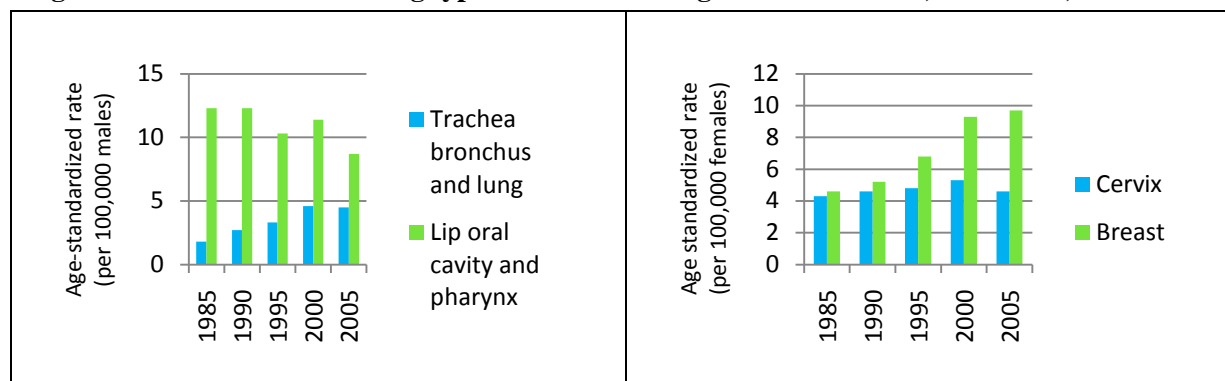 15
10
5
0
Age-standardized rate
(per 100,000 males)
1985
1990
1995
2000
2005
Trachea
bronchus
and lung
Lip oral
cavity and
pharynx
12
10
8
6
4
2
0
Age standardized rate
(per 100,000 females)
1985
1990
1995
2000
2005
Cervix
Breast